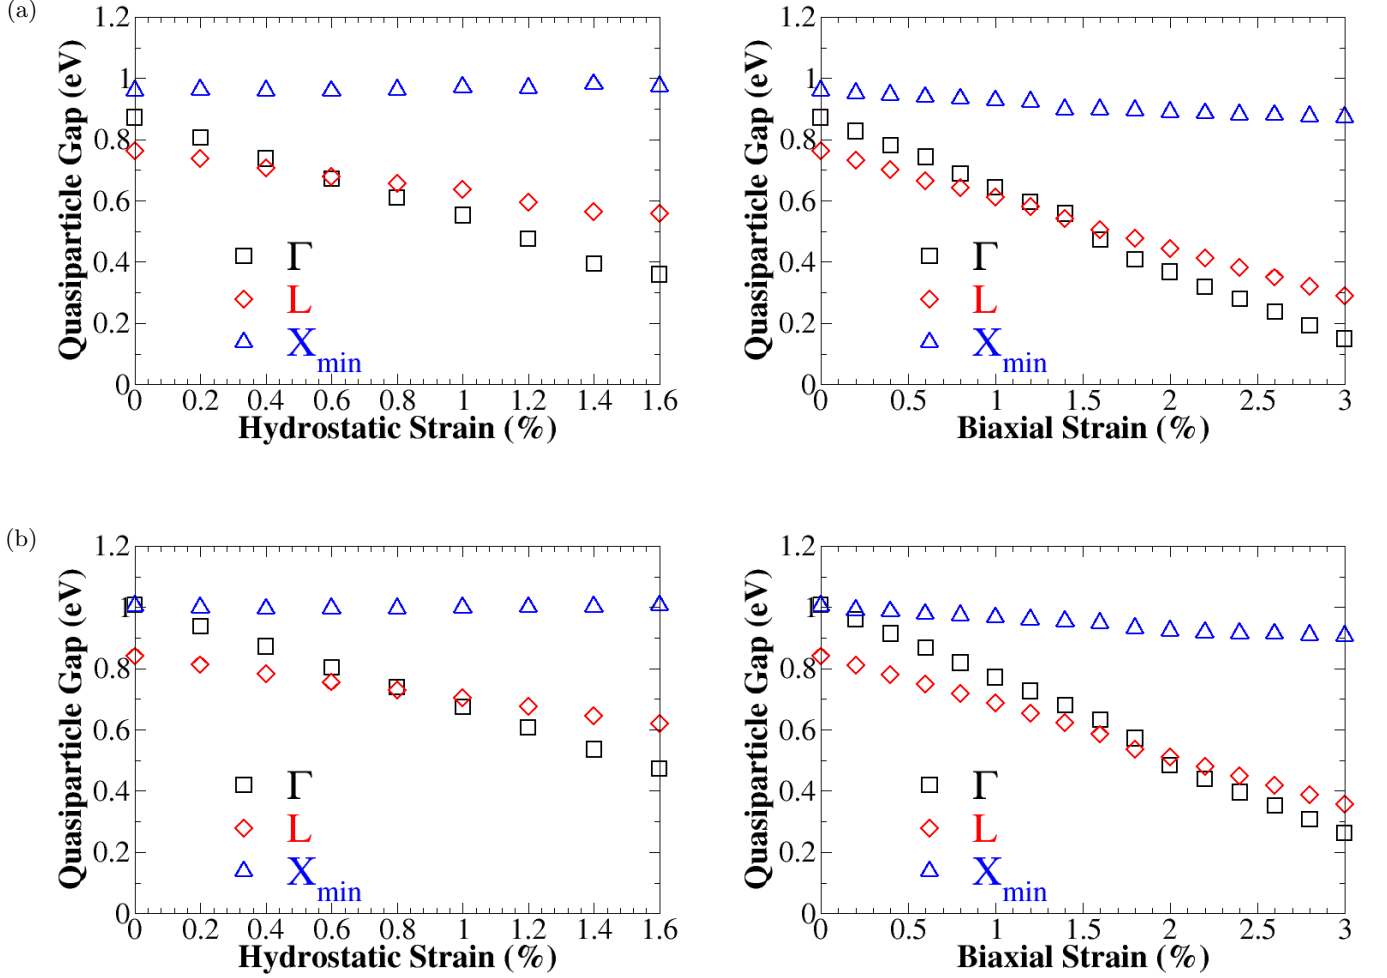 (a)
1.2
1
0.8
0.6
0.4
0.2
0
Quasiparticle Gap (eV)
Γ
L
X_min
0 0.2 0.4 0.6 0.8 1 1.2 1.4 1.6
Hydrostatic Strain (%)
1.2
1
0.8
0.6
0.4
0.2
0
Quasiparticle Gap (eV)
Γ
L
X_min
0 0.5 1 1.5 2 2.5 3
Biaxial Strain (%)
(b)
1.2
1
0.8
0.6
0.4
0.2
0
Quasiparticle Gap (eV)
Γ
L
X_min
0 0.2 0.4 0.6 0.8 1 1.2 1.4 1.6
Hydrostatic Strain (%)
1.2
1
0.8
0.6
0.4
0.2
0
Quasiparticle Gap (eV)
Γ
L
X_min
0 0.5 1 1.5 2 2.5 3
Biaxial Strain (%)